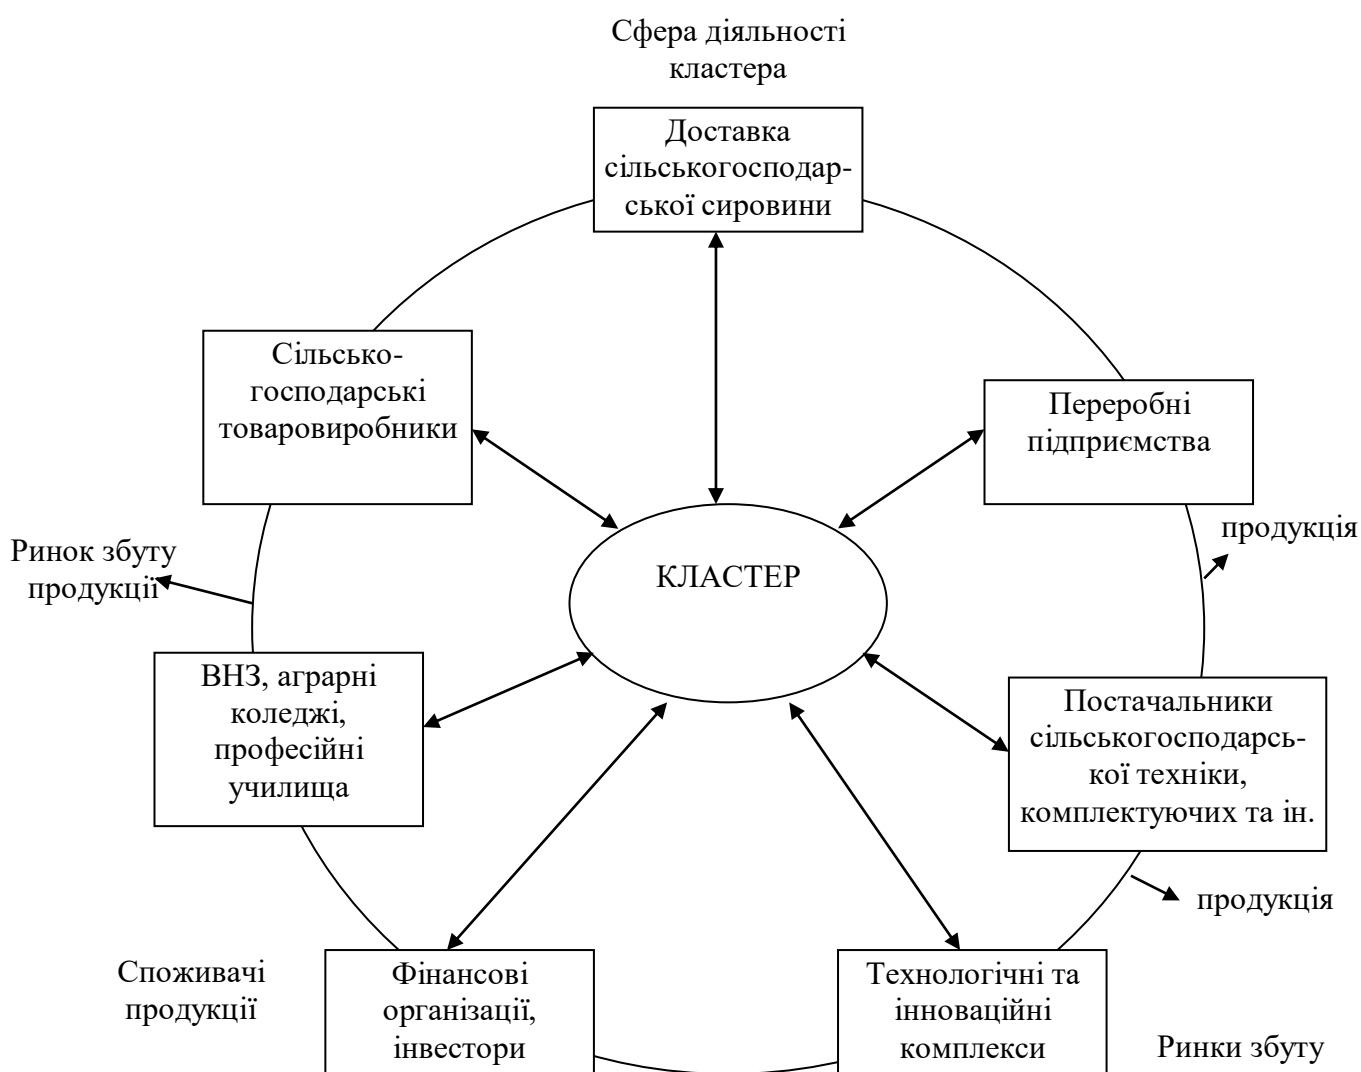 Сфера діяльності
кластера
Доставка
сільськогосподар-
ської сировини
Сільсько-
господарські
товаровиробники
Переробні
підприємства
продукція
Ринок збуту
продукції
КЛАСТЕР
ВНЗ, аграрні
коледжі,
професійні
училища
Постачальники
сільськогосподарсь-
кої техніки,
комплектуючих та ін.
продукція
Споживачі
продукції
Фінансові
організації,
інвестори
Технологічні та
інноваційні
комплекси
Ринки збуту